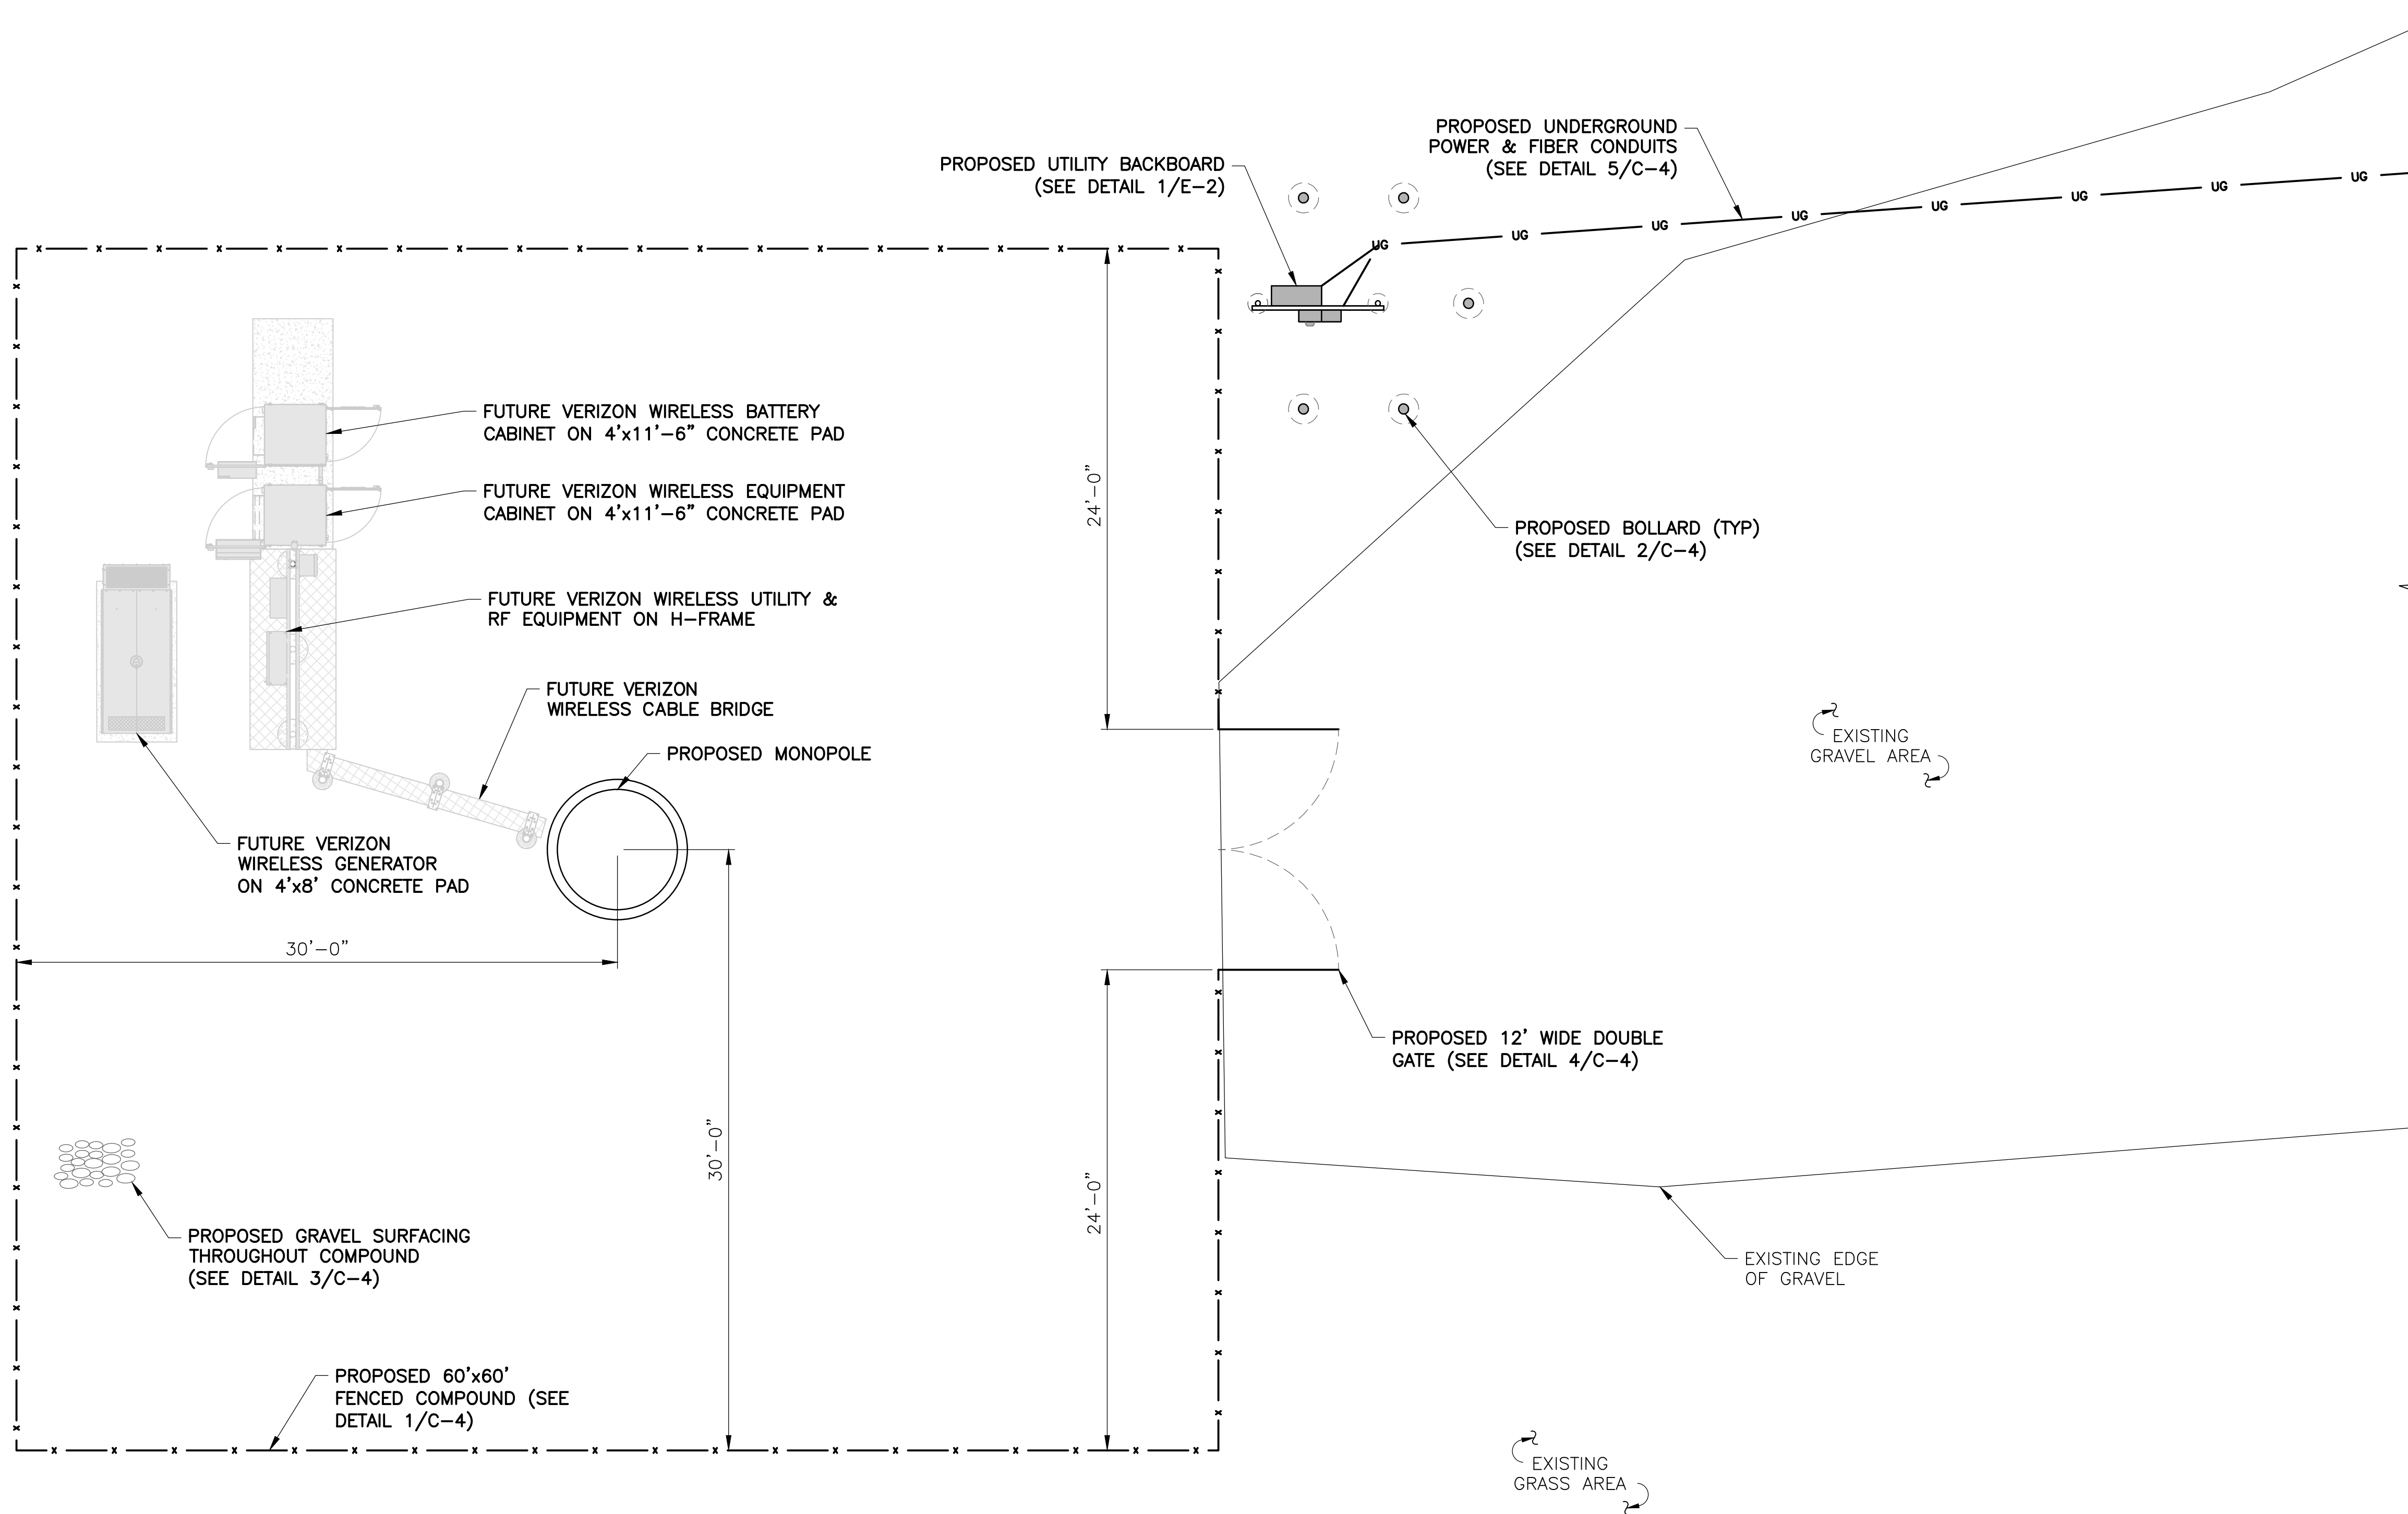 PROPOSED UNDERGROUND
POWER & FIBER CONDUITS
(SEE DETAIL 5/C-4)
PROPOSED UTILITY BACKBOARD
(SEE DETAIL 1/E-2)
UG UG UG UG UG UG UG UG
FUTURE VERIZON WIRELESS BATTERY
CABINET ON 4'x11'-6" CONCRETE PAD
FUTURE VERIZON WIRELESS EQUIPMENT
CABINET ON 4'x11'-6" CONCRETE PAD
24'-0"
PROPOSED BOLLARD (TYP)
(SEE DETAIL 2/C-4)
FUTURE VERIZON WIRELESS UTILITY &
RF EQUIPMENT ON H-FRAME
FUTURE VERIZON
WIRELESS CABLE BRIDGE
PROPOSED MONOPOLE
EXISTING
GRAVEL AREA
FUTURE VERIZON
WIRELESS GENERATOR
ON 4'x8' CONCRETE PAD
30'-0"
PROPOSED 12' WIDE DOUBLE
GATE (SEE DETAIL 4/C-4)
30'-0"
24'-0"
PROPOSED GRAVEL SURFACING
THROUGHOUT COMPOUND
(SEE DETAIL 3/C-4)
EXISTING EDGE
OF GRAVEL
PROPOSED 60'x60'
FENCED COMPOUND (SEE
DETAIL 1/C-4)
EXISTING
GRASS AREA